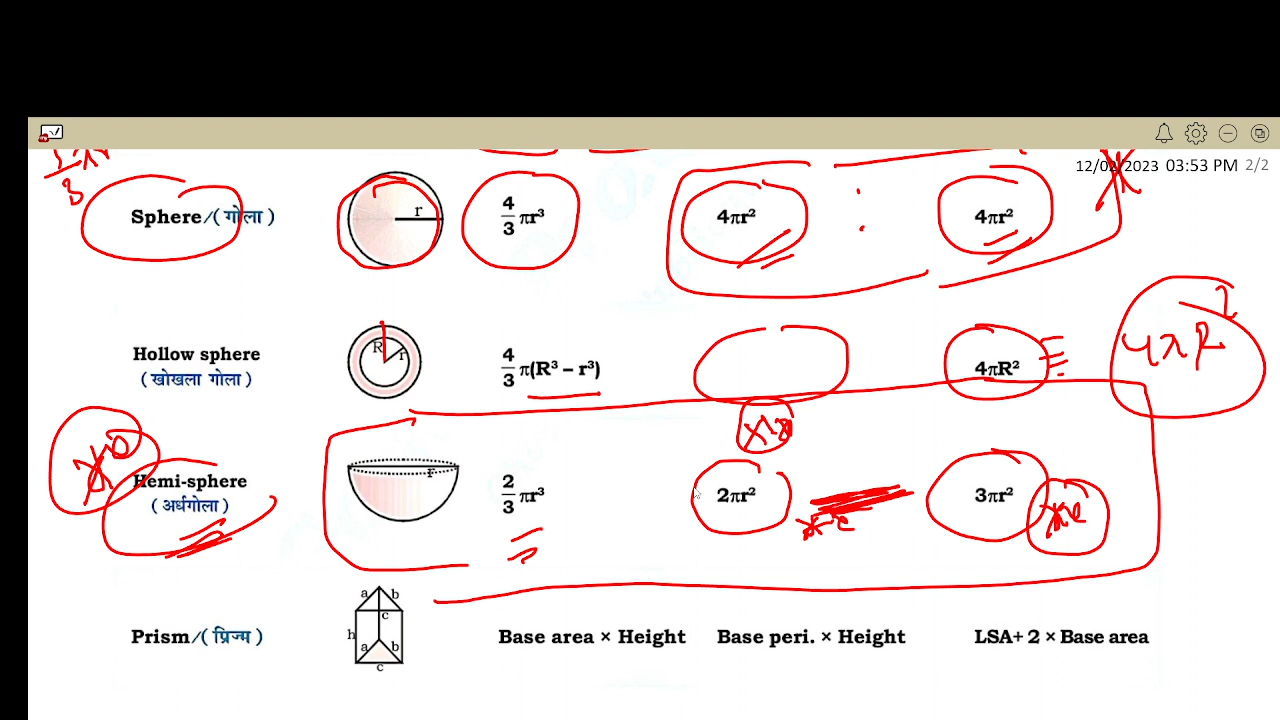 12/02/2023 03:53 PM 2/2
Sphere/(गोला)
r
4/3 πr³
4πr²
:
4πr²
Hollow sphere
(खोखला गोला)
R r
4/3 π(R³ – r³)
4πR²
4πR²
Hemi-sphere
(अर्धगोला)
r
2/3 πr³
2πr²
3πr²
Prism/(प्रिज्म)
a b
c
h
a b
c
Base area × Height
Base peri. × Height
LSA+ 2 × Base area